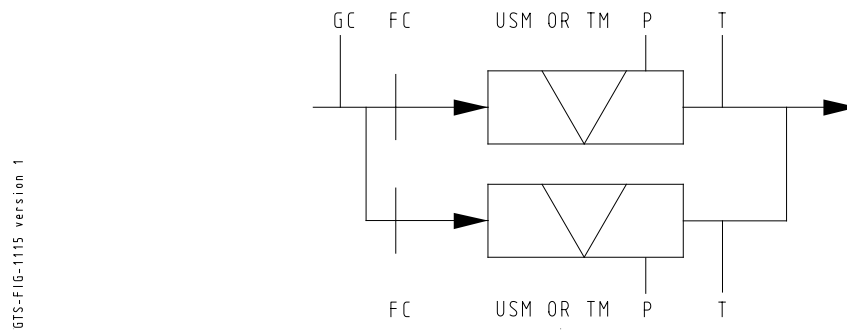 GC FC USM OR TM P T
FC USM OR TM P T
GTS-FIG-1115 version 1